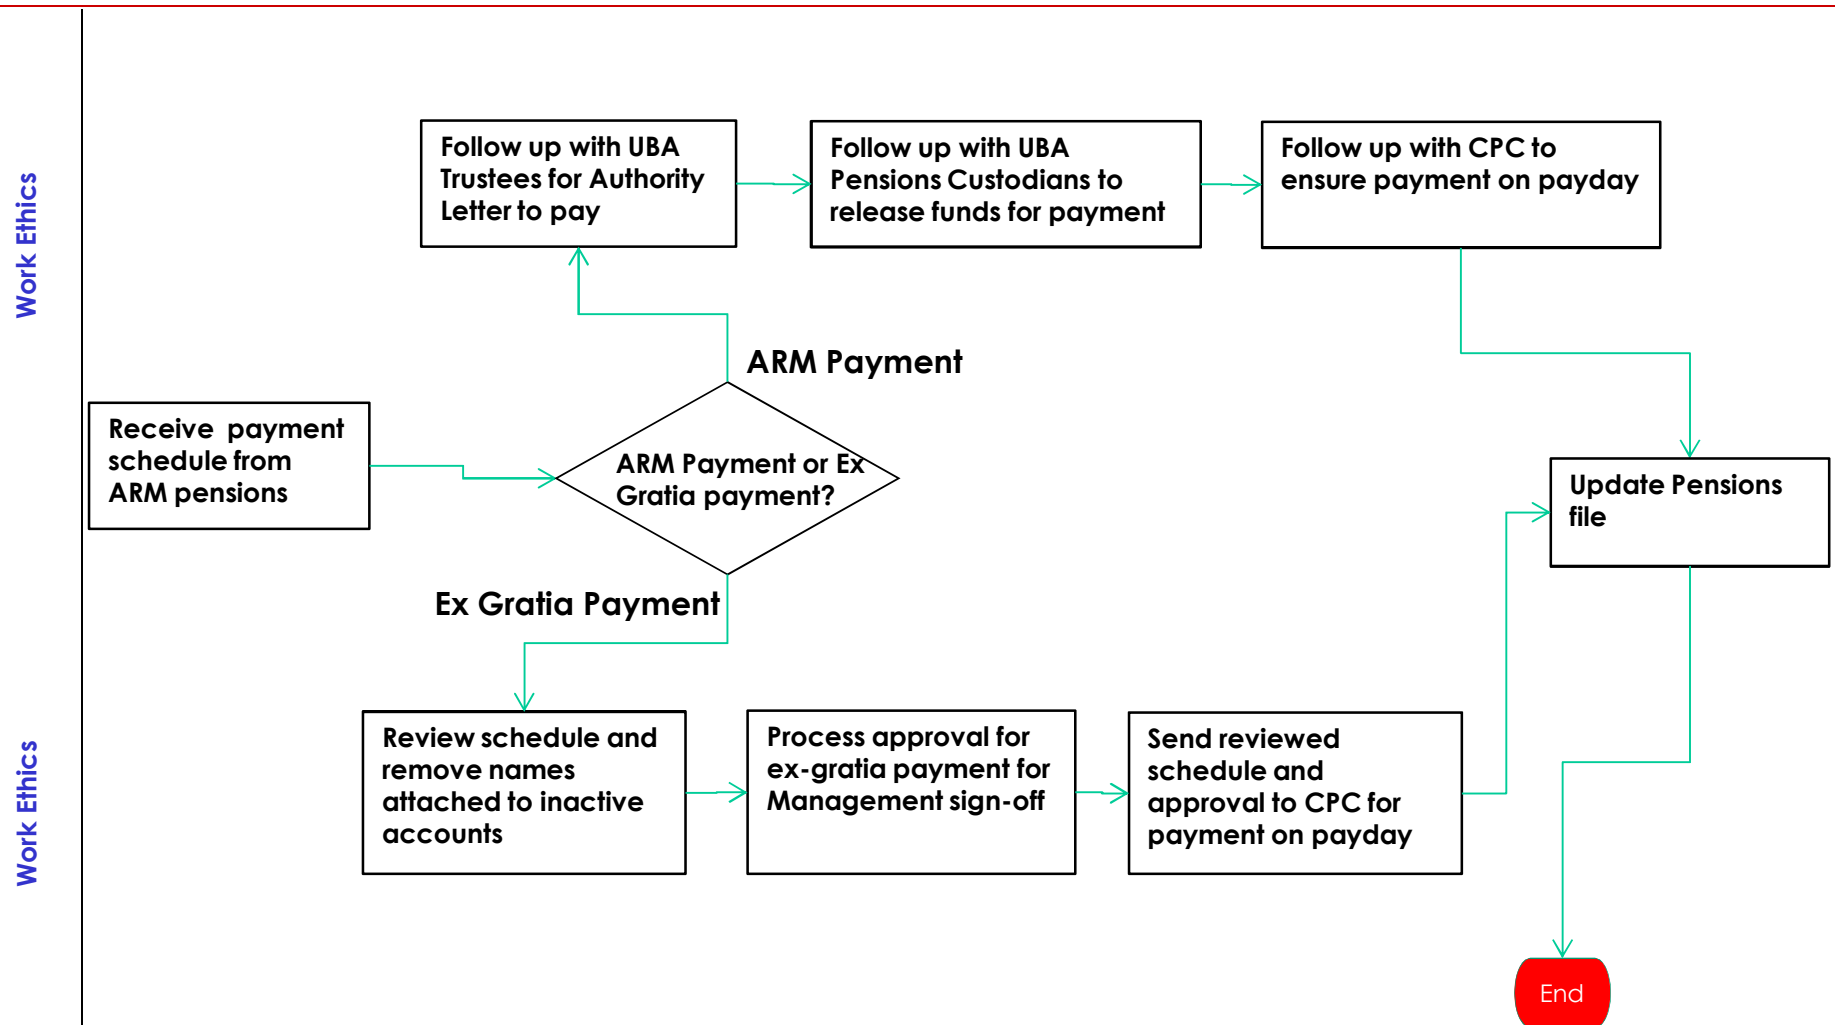 Work Ethics
Follow up with UBA
Trustees for Authority
Letter to pay
Follow up with UBA
Pensions Custodians to
release funds for payment
Follow up with CPC to
ensure payment on payday
ARM Payment
Receive payment
schedule from
ARM pensions
ARM Payment or Ex
Gratia payment?
Update Pensions
file
Ex Gratia Payment
Work Ethics
Review schedule and
remove names
attached to inactive
accounts
Process approval for
ex-gratia payment for
Management sign-off
Send reviewed
schedule and
approval to CPC for
payment on payday
End